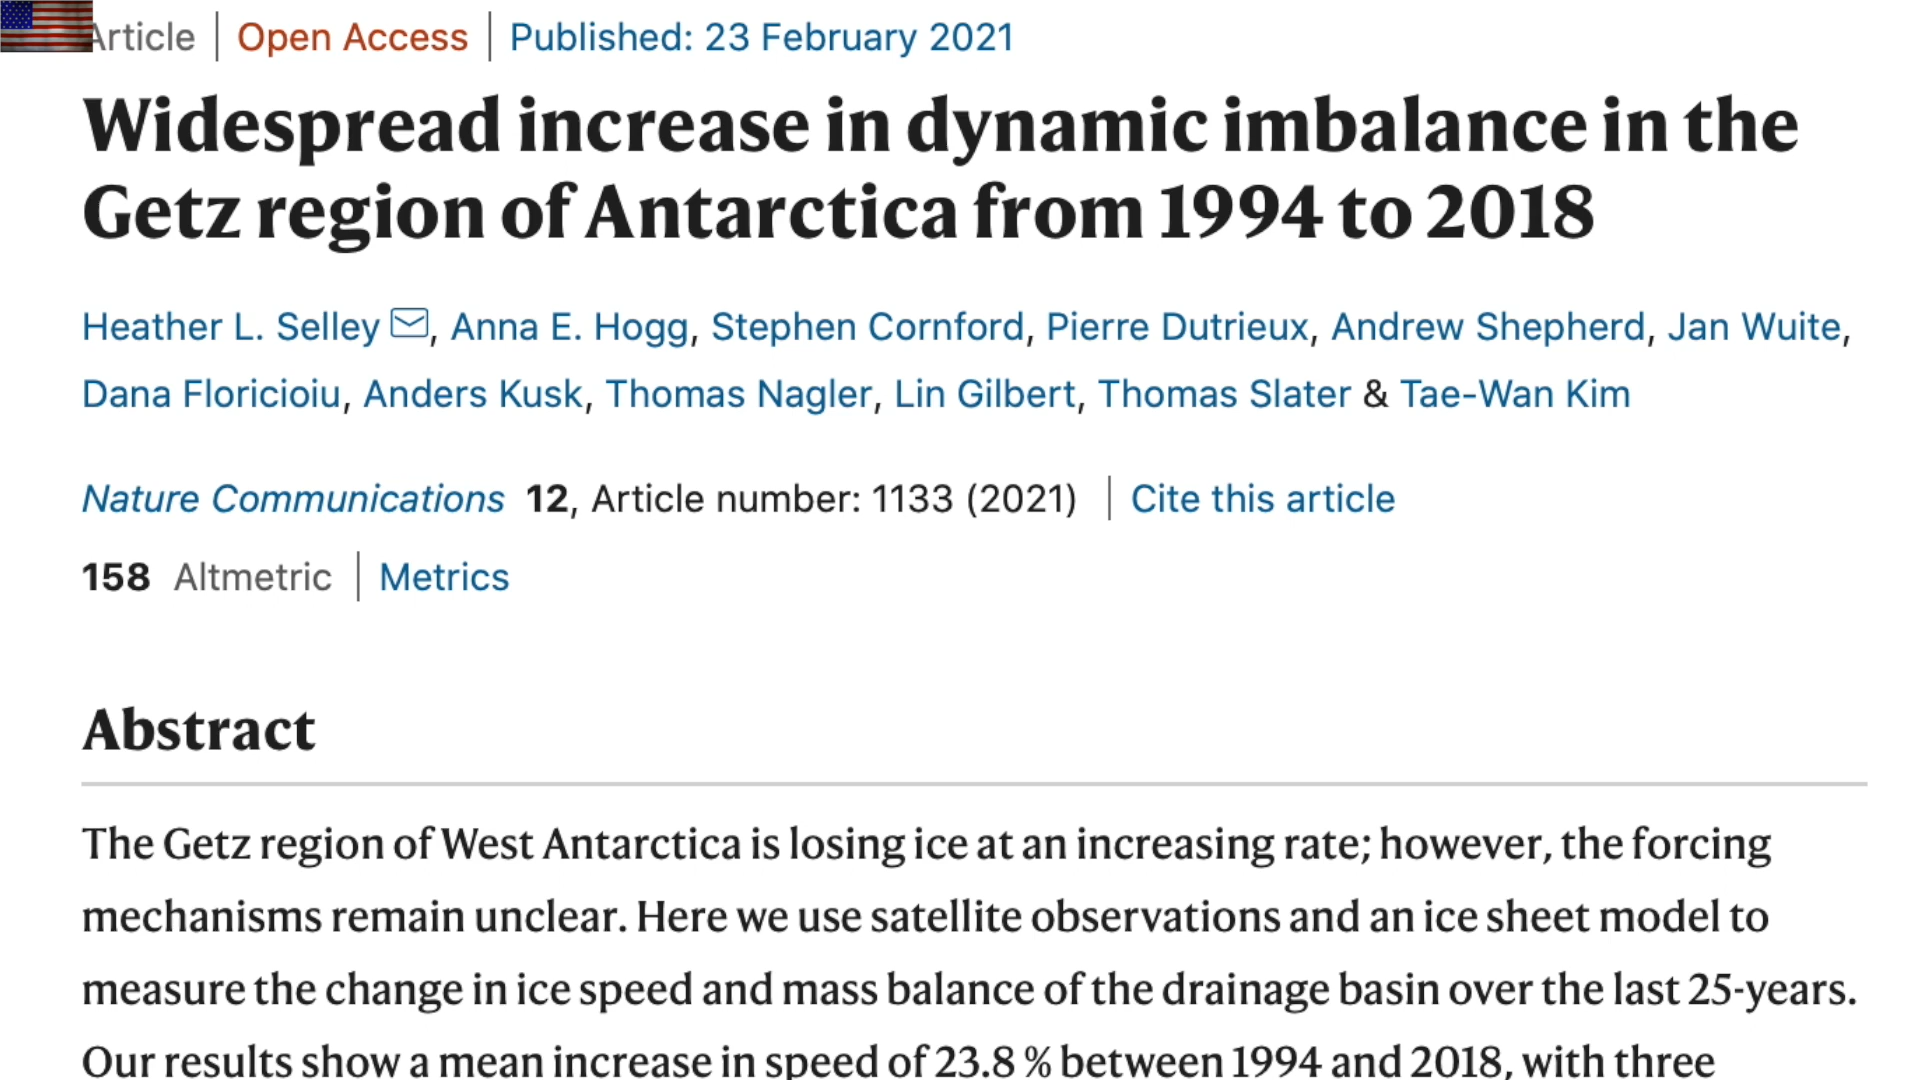 Article | Open Access | Published: 23 February 2021
Widespread increase in dynamic imbalance in the
Getz region of Antarctica from 1994 to 2018
Heather L. Selley, Anna E. Hogg, Stephen Cornford, Pierre Dutrieux, Andrew Shepherd, Jan Wuite,
Dana Floricioiu, Anders Kusk, Thomas Nagler, Lin Gilbert, Thomas Slater & Tae-Wan Kim
Nature Communications 12, Article number: 1133 (2021) | Cite this article
158 Altmetric | Metrics
Abstract
The Getz region of West Antarctica is losing ice at an increasing rate; however, the forcing
mechanisms remain unclear. Here we use satellite observations and an ice sheet model to
measure the change in ice speed and mass balance of the drainage basin over the last 25-years.
Our results show a mean increase in speed of 23.8 % between 1994 and 2018, with three